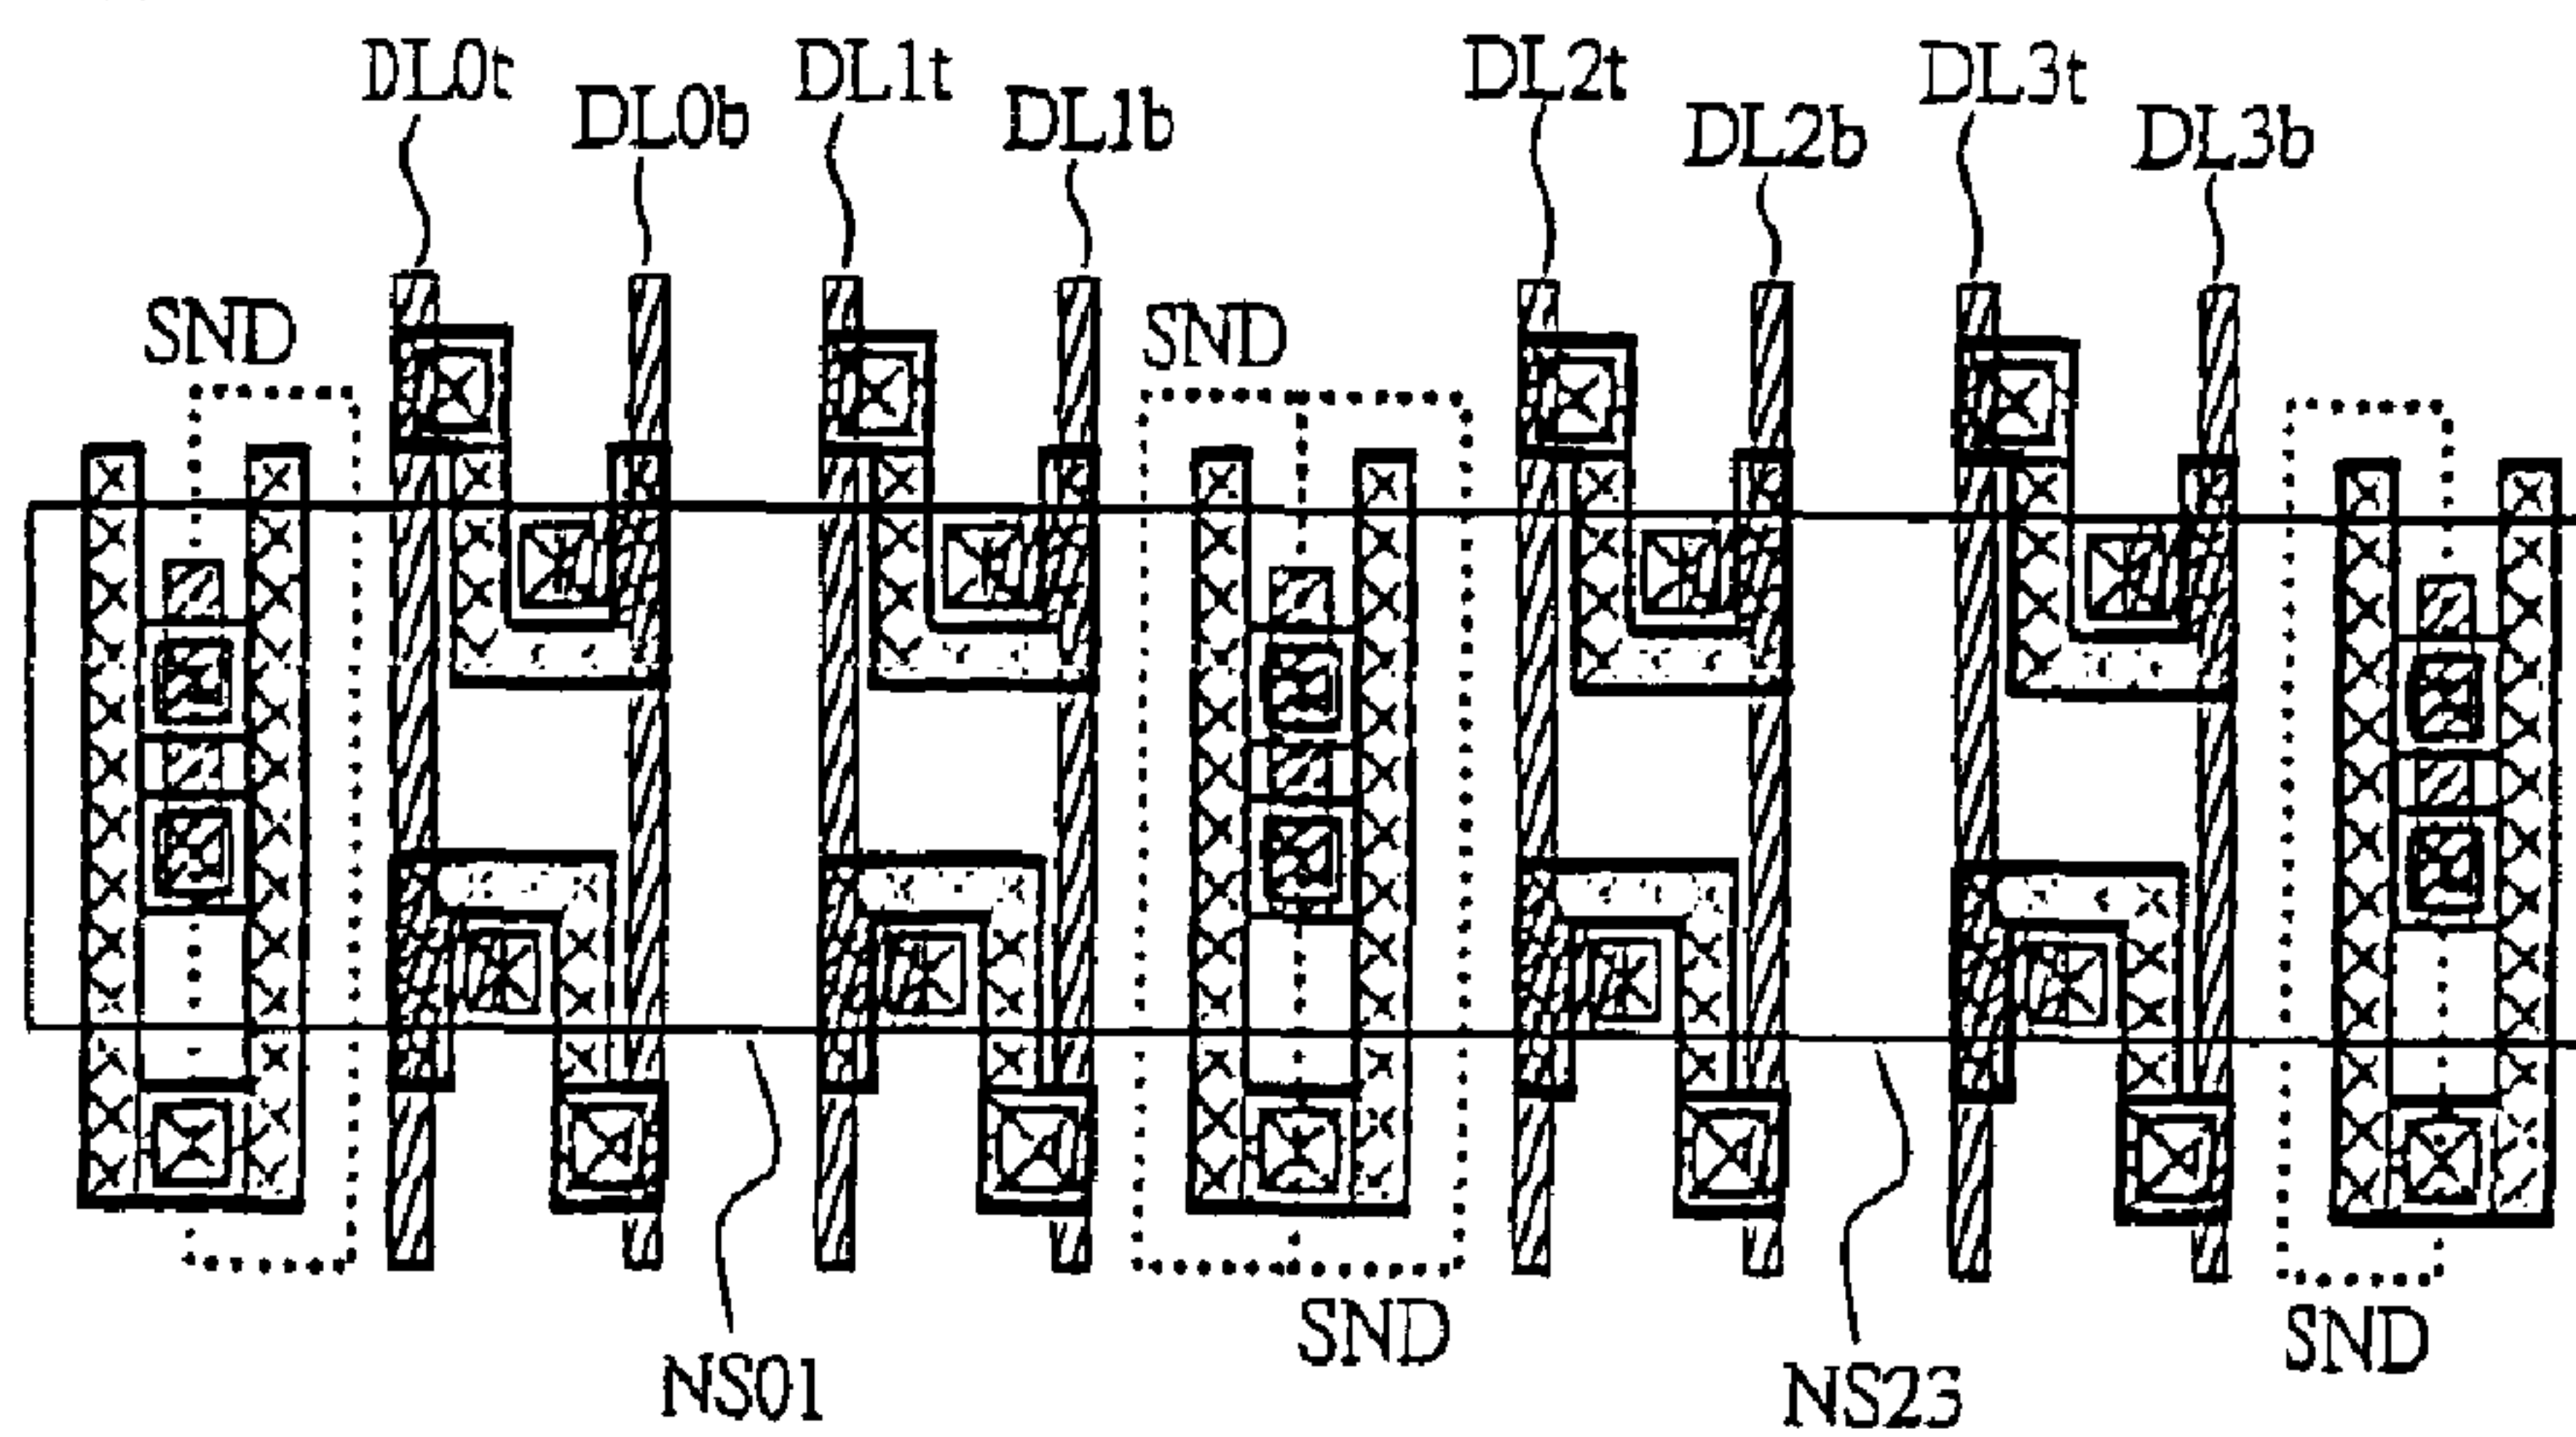 DL0t
DL0b
DL1t
DL1b
DL2t
DL2b
DL3t
DL3b
SND
SND
NS01
SND
NS23
SND